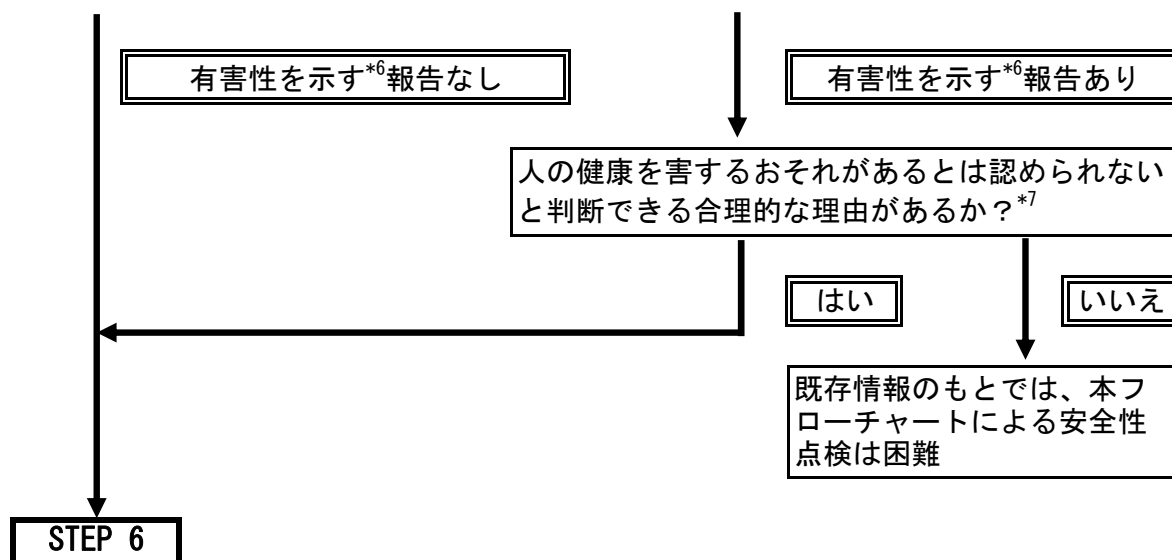 有害性を示す*6報告なし
有害性を示す*6報告あり
人の健康を害するおそれがあるとは認められない
と判断できる合理的な理由があるか？*7
はい
いいえ
既存情報のもとでは、本フ
ローチャートによる安全性
点検は困難
STEP 6